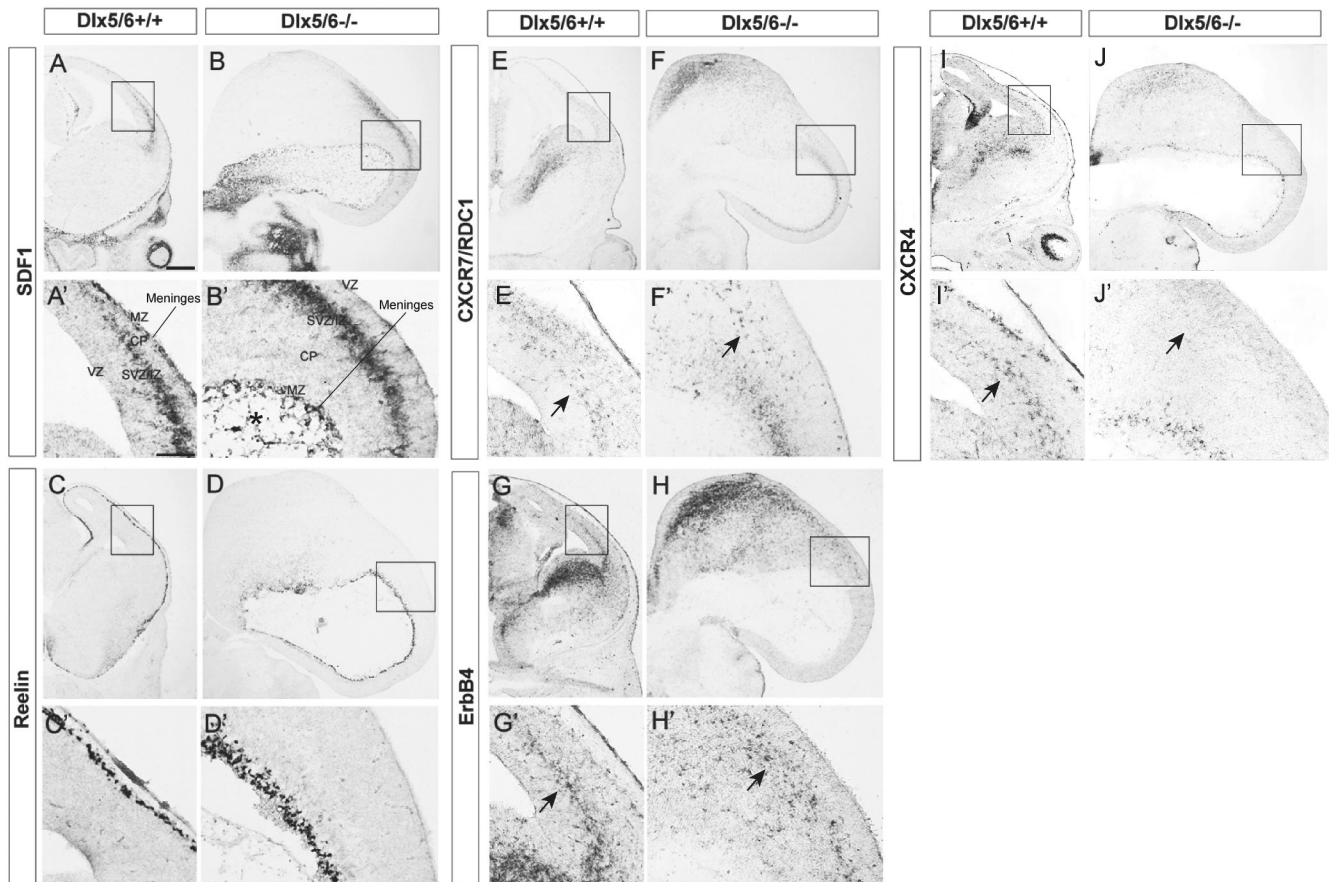 Dlx5/6+/+
Dlx5/6-/-
Dlx5/6+/+
Dlx5/6-/-
Dlx5/6+/+
Dlx5/6-/-
SDF1
A
B
A'
MZ
Meninges
CP
VZ
SVZ/IZ
B'
VZ
SVZ/IZ
Meninges
CP
MZ
*
Reelin
C
D
C'
D'
CXCR7/RDC1
E
F
E'
F'
ErbB4
G
H
G'
H'
CXCR4
I
J
I'
J'